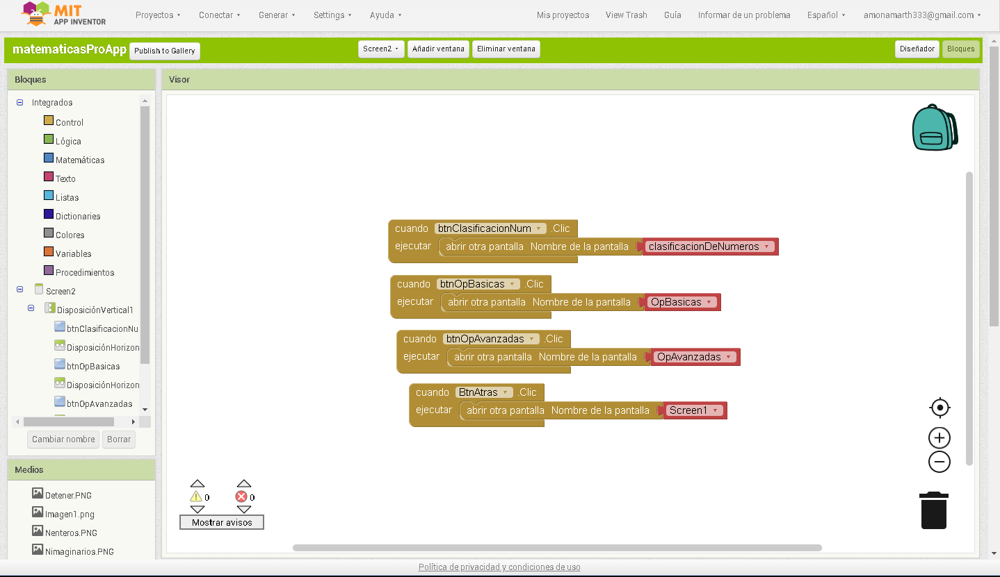 MIT
APP INVENTOR
Proyectos Conectar Generar Settings Ayuda Mis proyectos View Trash Guía Informar de un problema Español amonamarth333@gmail.com
matematicasProApp Publish to Gallery Screen2 Añadir ventana Eliminar ventana Diseñador Bloques
Bloques
Integrados
Control
Lógica
Matemáticas
Texto
Listas
Dictionaries
Colores
Variables
Procedimientos
Screen2
DisposiciónVertical1
btnClasificacionNu
DisposiciónHorizon
btnOpBasicas
DisposiciónHorizon
btnOpAvanzadas
Cambiar nombre Borrar
Medios
Detener.PNG
Imagen1.png
Nenteros.PNG
Nimaginarios.PNG
Visor
cuando btnClasificacionNum .Clic
ejecutar abrir otra pantalla Nombre de la pantalla clasificacionDeNumeros
cuando btnOpBasicas .Clic
ejecutar abrir otra pantalla Nombre de la pantalla OpBasicas
cuando btnOpAvanzadas .Clic
ejecutar abrir otra pantalla Nombre de la pantalla OpAvanzadas
cuando BtnAtras .Clic
ejecutar abrir otra pantalla Nombre de la pantalla Screen1
0 0
Mostrar avisos
Política de privacidad y condiciones de uso